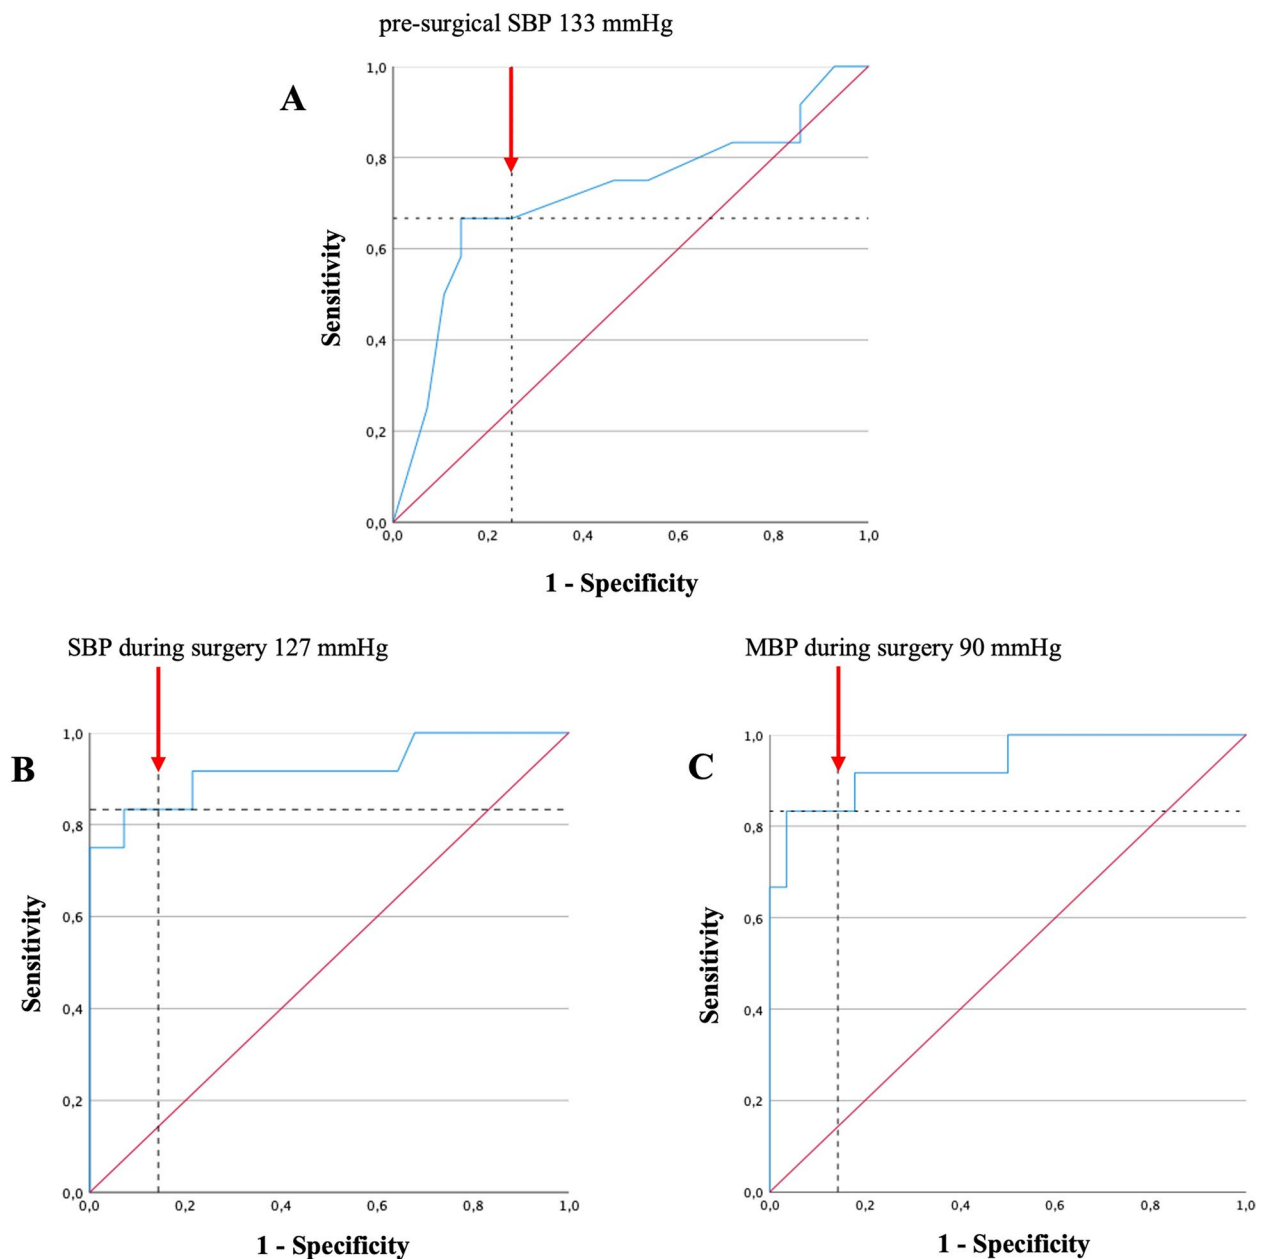 pre-surgical SBP 133 mmHg
A
1,0
0,8
0,6
0,4
0,2
0,0
Sensitivity
0,0 0,2 0,4 0,6 0,8 1,0
1 - Specificity
SBP during surgery 127 mmHg
B
1,0
0,8
0,6
0,4
0,2
0,0
Sensitivity
0,0 0,2 0,4 0,6 0,8 1,0
1 - Specificity
MBP during surgery 90 mmHg
C
1,0
0,8
0,6
0,4
0,2
0,0
Sensitivity
0,0 0,2 0,4 0,6 0,8 1,0
1 - Specificity